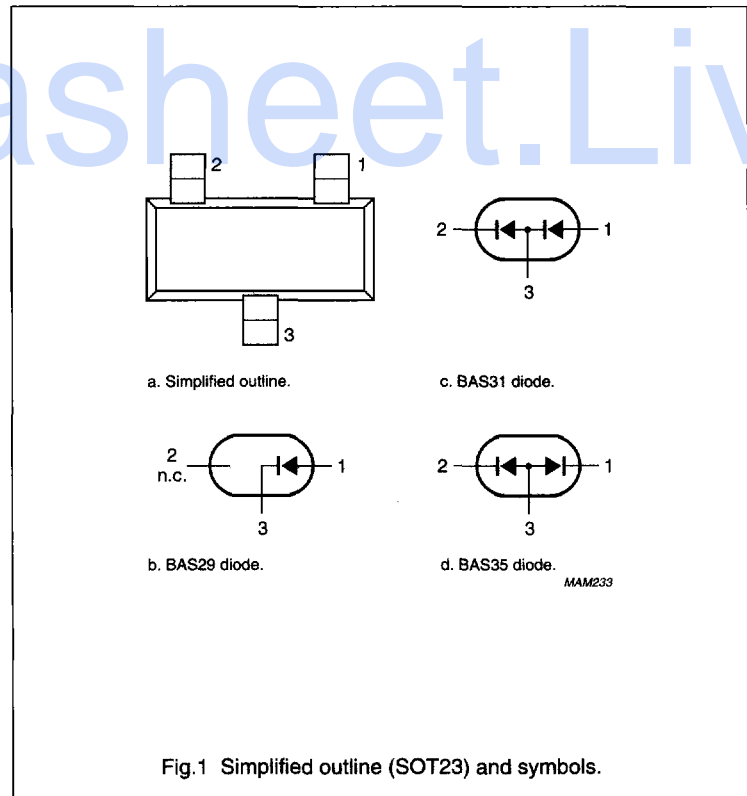 asheet.Liv
2 1
3
a. Simplified outline.
2 1
3
c. BAS31 diode.
2 1
n.c.
3
b. BAS29 diode.
2 1
3
d. BAS35 diode.
MAM233
Fig.1 Simplified outline (SOT23) and symbols.